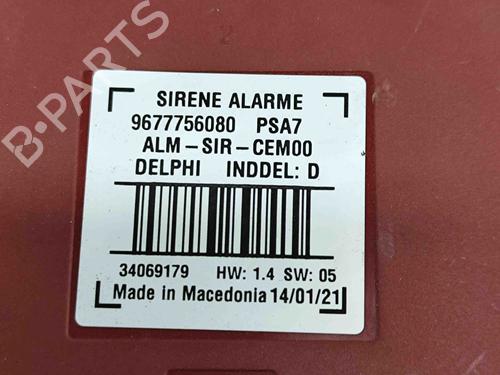 B-PARTS
SIRENE ALARME
9677756080 PSA7
ALM-SIR-CEM00
DELPHI INDDEL: D
34069179 HW: 1.4 SW: 05
Made in Macedonia 14/01/21